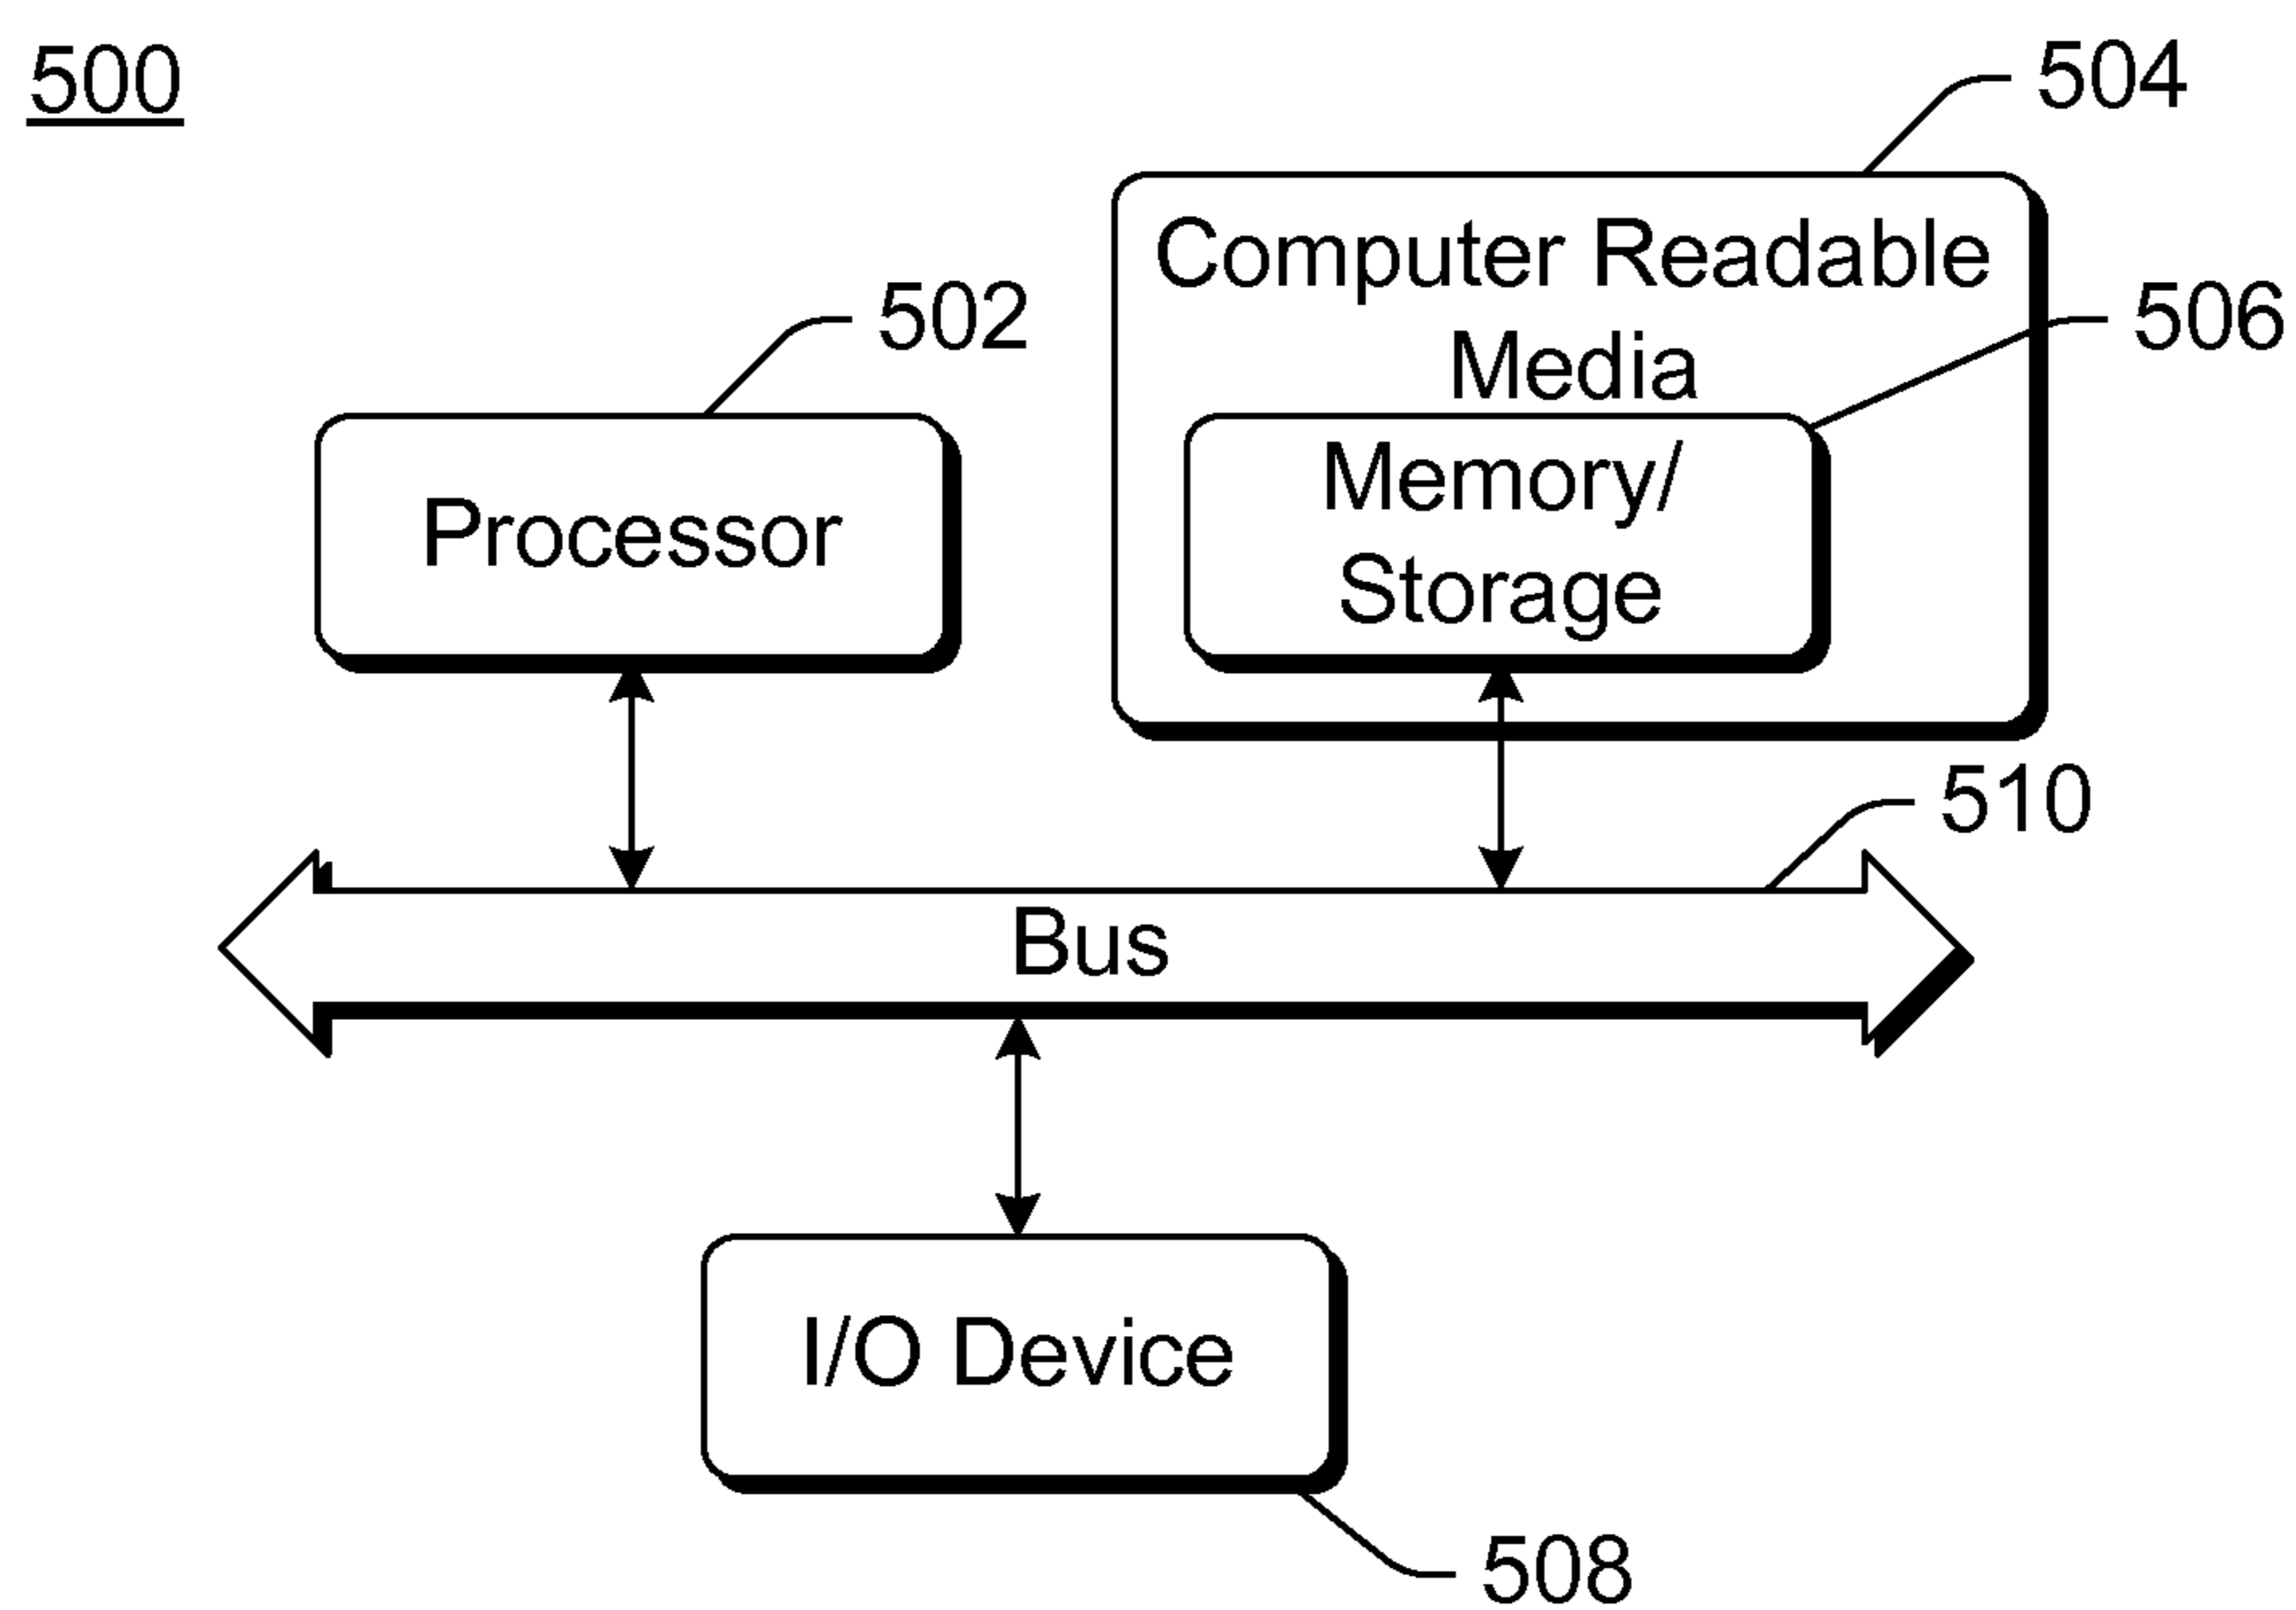 500
504
Computer Readable
Media
502
506
Memory/
Storage
Processor
510
Bus
I/O Device
508